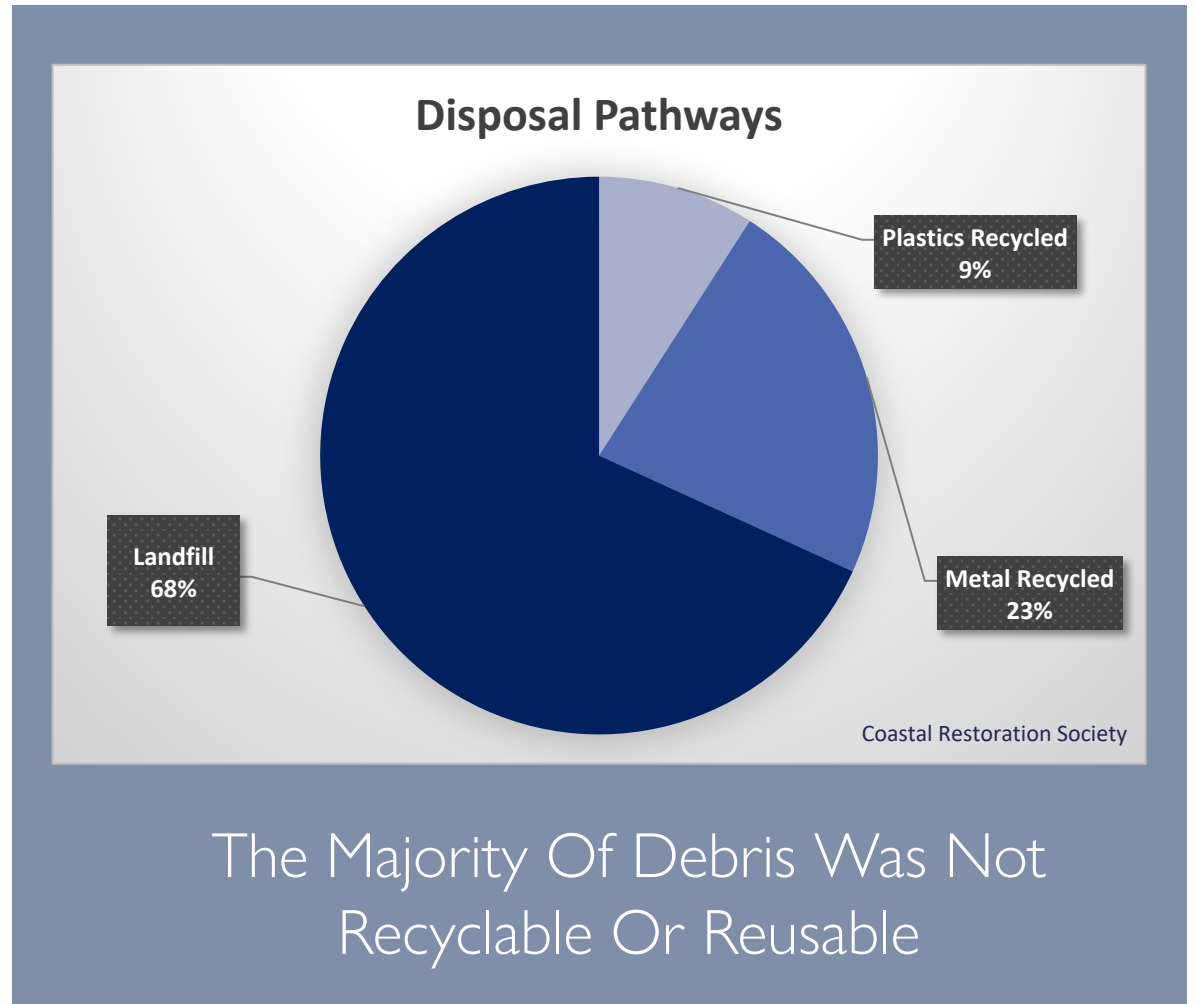 Disposal Pathways
Plastics Recycled
9%
Landfill
68%
Metal Recycled
23%
Coastal Restoration Society
The Majority Of Debris Was Not
Recyclable Or Reusable